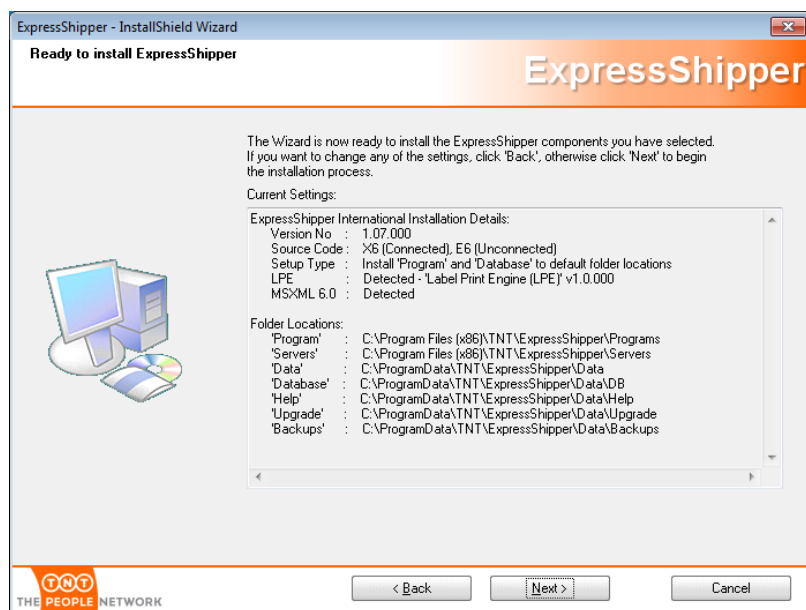 ExpressShipper - InstallShield Wizard
Ready to install ExpressShipper
ExpressShipper
The Wizard is now ready to install the ExpressShipper components you have selected.
If you want to change any of the settings, click 'Back', otherwise click 'Next' to begin
the installation process.
Current Settings:
ExpressShipper International Installation Details:
Version No : 1.07.000
Source Code : X6 (Connected), E6 (Unconnected)
Setup Type : Install 'Program' and 'Database' to default folder locations
LPE : Detected - 'Label Print Engine (LPE)' v1.0.000
MSXML 6.0 : Detected
Folder Locations:
'Program' : C:\Program Files (x86)\TNT\ExpressShipper\Programs
'Servers' : C:\Program Files (x86)\TNT\ExpressShipper\Servers
'Data' : C:\ProgramData\TNT\ExpressShipper\Data
'Database' : C:\ProgramData\TNT\ExpressShipper\Data\DB
'Help' : C:\ProgramData\TNT\ExpressShipper\Data\Help
'Upgrade' : C:\ProgramData\TNT\ExpressShipper\Data\Upgrade
'Backups' : C:\ProgramData\TNT\ExpressShipper\Data\Backups
TNT
THE PEOPLE NETWORK
< Back
Next >
Cancel